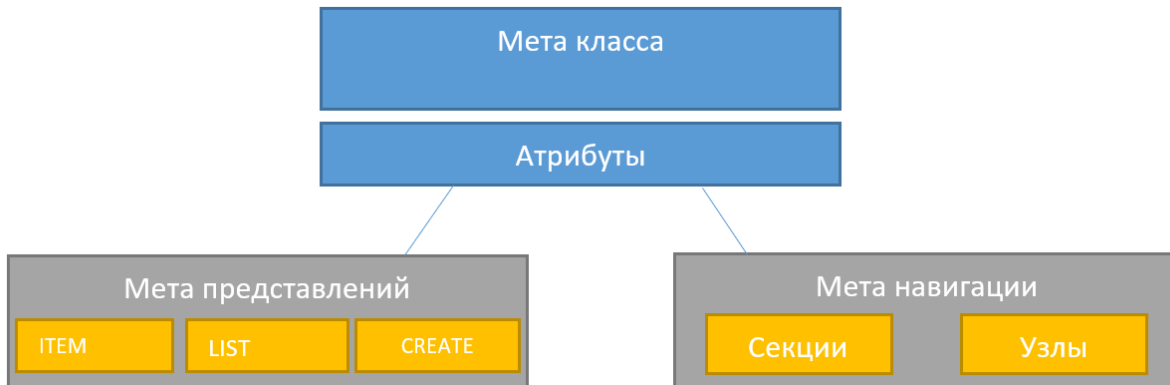 Мета класса
Атрибуты
Мета представлений
ITEM
LIST
CREATE
Мета навигации
Секции
Узлы